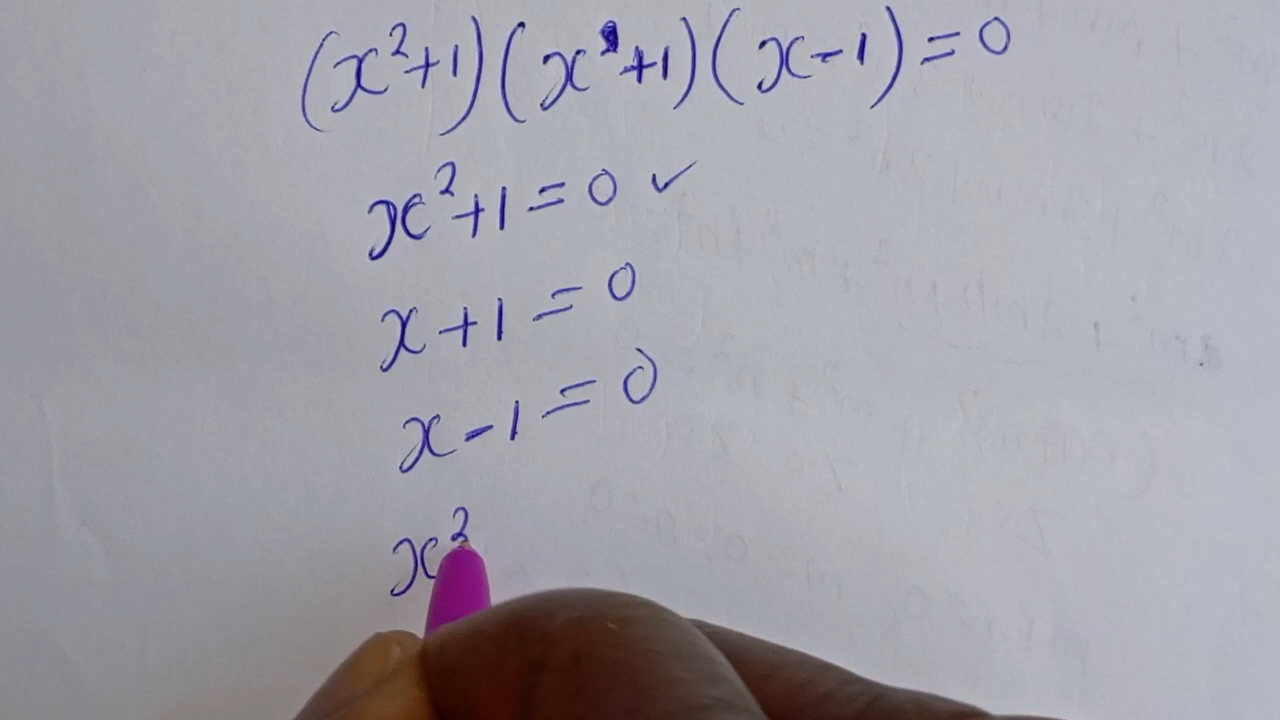 (x²+1)(x+1)(x-1)=0
x²+1=0 ✓
x+1=0
x-1=0
x²